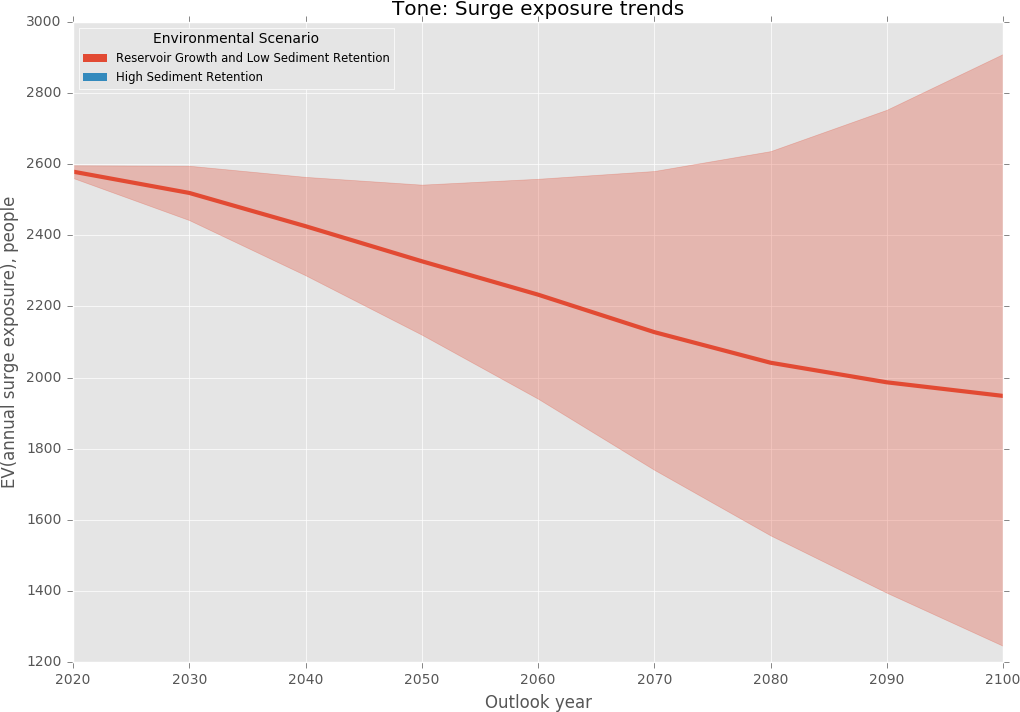 Tone: Surge exposure trends
Environmental Scenario
Reservoir Growth and Low Sediment Retention
High Sediment Retention
EV(annual surge exposure), people
3000
2800
2600
2400
2200
2000
1800
1600
1400
1200
2020 2030 2040 2050 2060 2070 2080 2090 2100
Outlook year